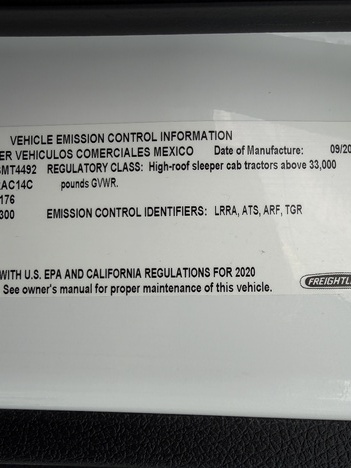 VEHICLE EMISSION CONTROL INFORMATION
ER VEHICULOS COMERCIALES MEXICO Date of Manufacture: 09/20
MT4492 REGULATORY CLASS: High-roof sleeper cab tractors above 33,000
AC14C pounds GVWR.
176
300 EMISSION CONTROL IDENTIFIERS: LRRA, ATS, ARF, TGR
WITH U.S. EPA AND CALIFORNIA REGULATIONS FOR 2020
See owner's manual for proper maintenance of this vehicle.
FREIGHTL